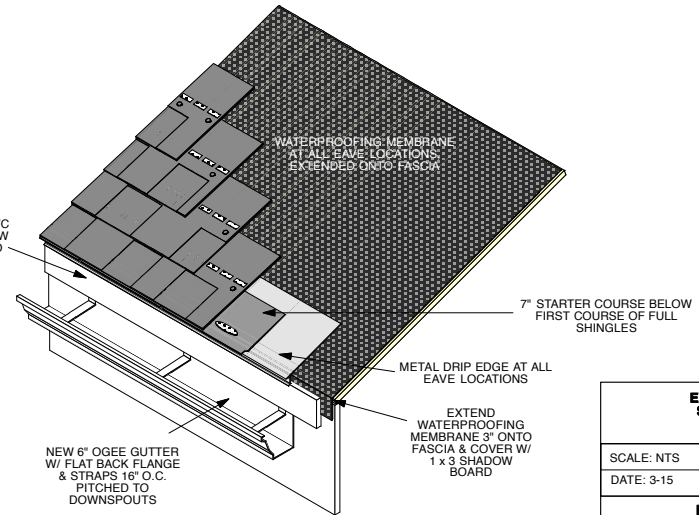 WATERPROOFING MEMBRANE
AT ALL EAVE LOCATIONS
EXTENDED ONTO FASCIA
7" STARTER COURSE BELOW
FIRST COURSE OF FULL
SHINGLES
METAL DRIP EDGE AT ALL
EAVE LOCATIONS
EXTEND
WATERPROOFING
MEMBRANE 3" ONTO
FASCIA & COVER W/
1 x 3 SHADOW
BOARD
NEW 6" OGEE GUTTER
W/ FLAT BACK FLANGE
& STRAPS 16" O.C.
PITCHED TO
DOWNSPOUTS
SCALE: NTS
DATE: 3-15